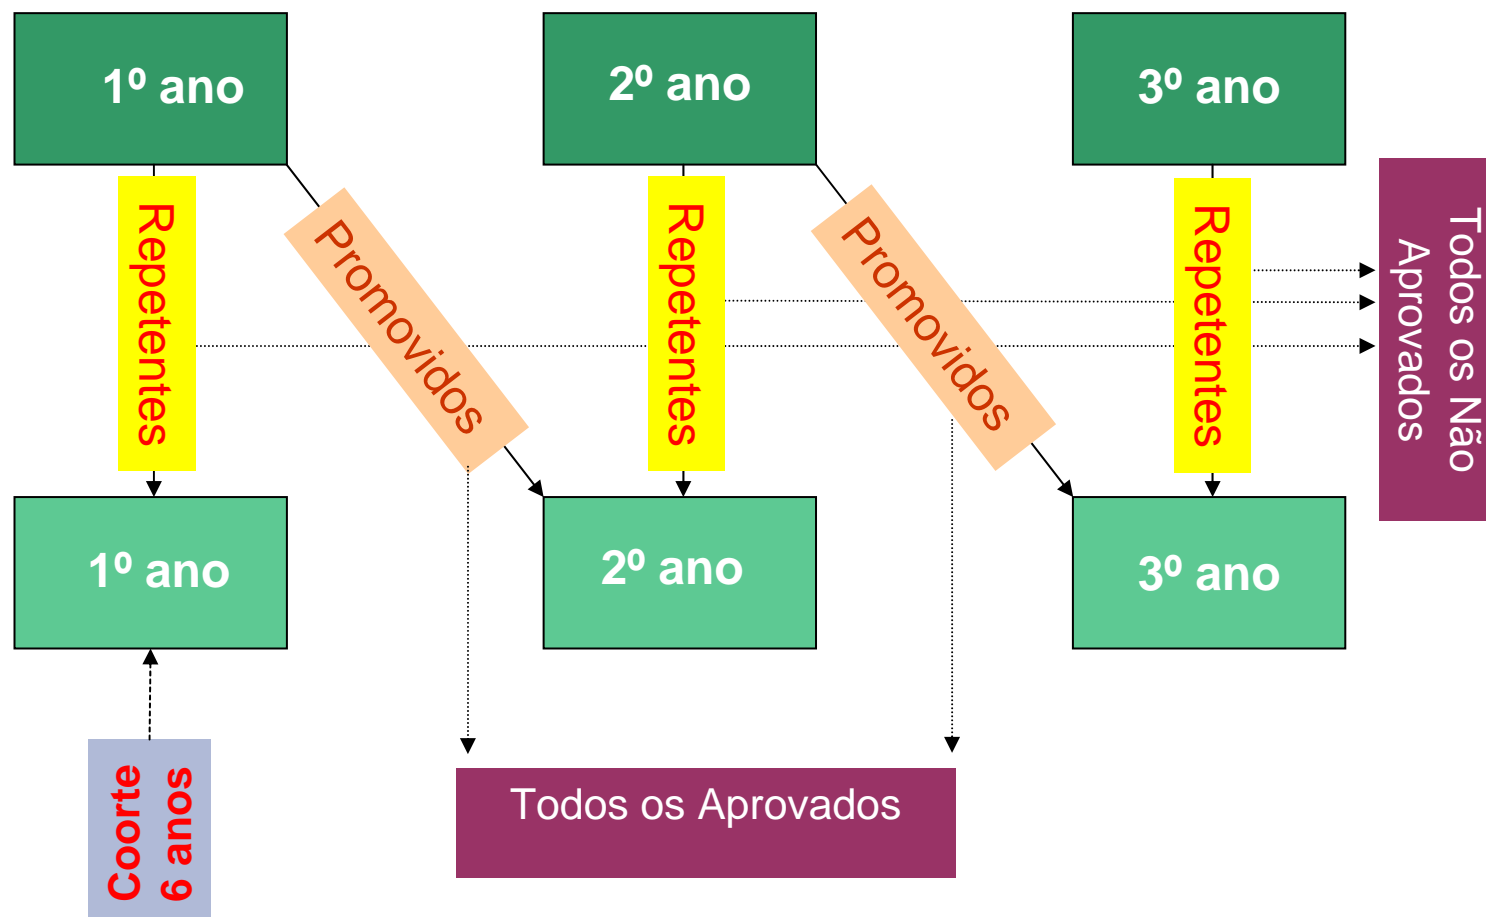 1º ano
2º ano
3º ano
Repetentes
Promovidos
Repetentes
Promovidos
Repetentes
Todos os Não
Aprovados
1º ano
2º ano
3º ano
Coorte
6 anos
Todos os Aprovados